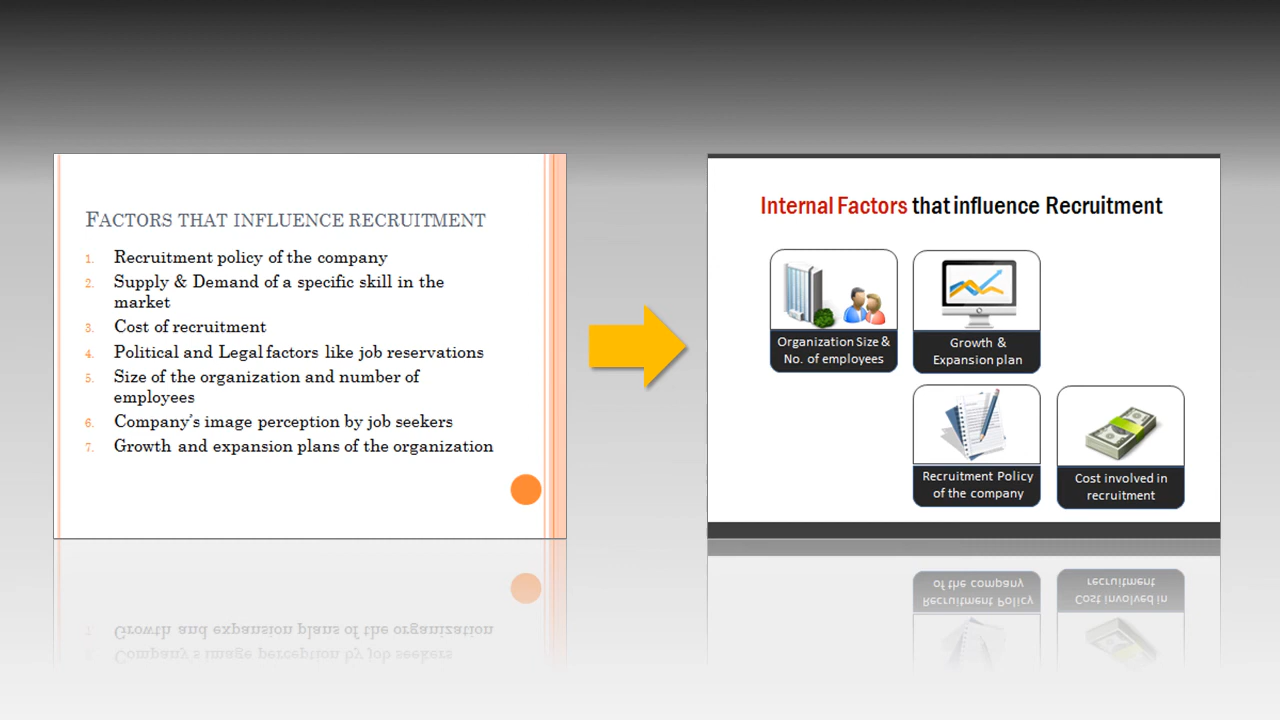 FACTORS THAT INFLUENCE RECRUITMENT
1. Recruitment policy of the company
2. Supply & Demand of a specific skill in the
market
3. Cost of recruitment
4. Political and Legal factors like job reservations
5. Size of the organization and number of
employees
6. Company's image perception by job seekers
7. Growth and expansion plans of the organization
Internal Factors that influence Recruitment
Organization Size &
No. of employees
Growth &
Expansion plan
Recruitment Policy
of the company
Cost involved in
recruitment